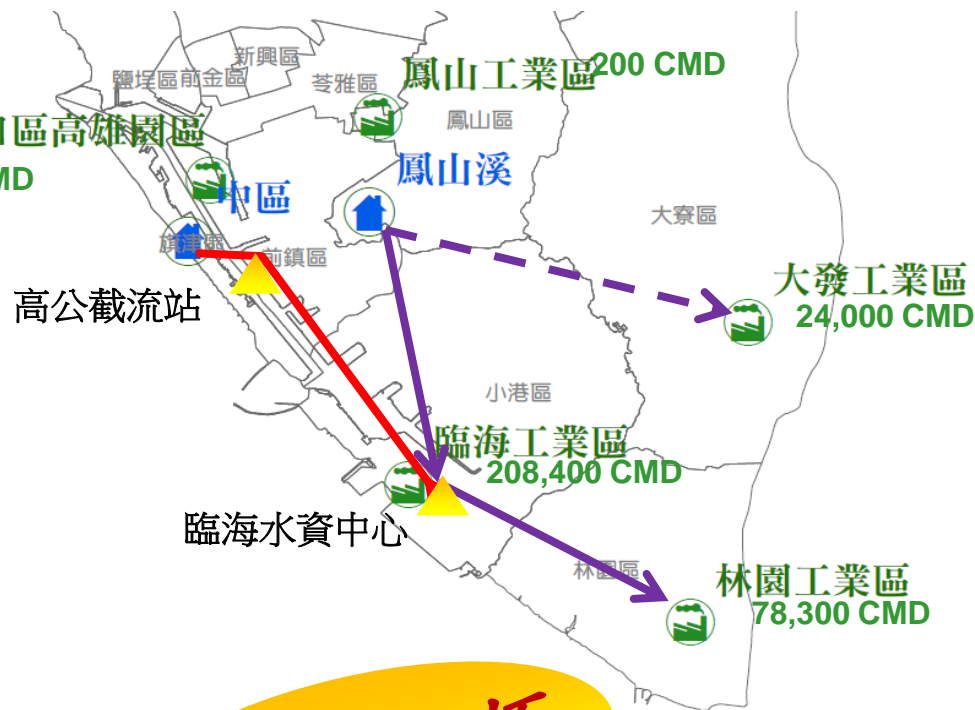 新興區
鹽埕區
前金區
苓雅區
鳳山工業區
200 CMD
區高雄園區
鳳山區
MD
中區
鳳山溪
大寮區
旗津區
前鎮區
大發工業區
24,000 CMD
高公截流站
小港區
臨海工業區
208,400 CMD
臨海水資中心
林園區
林園工業區
78,300 CMD